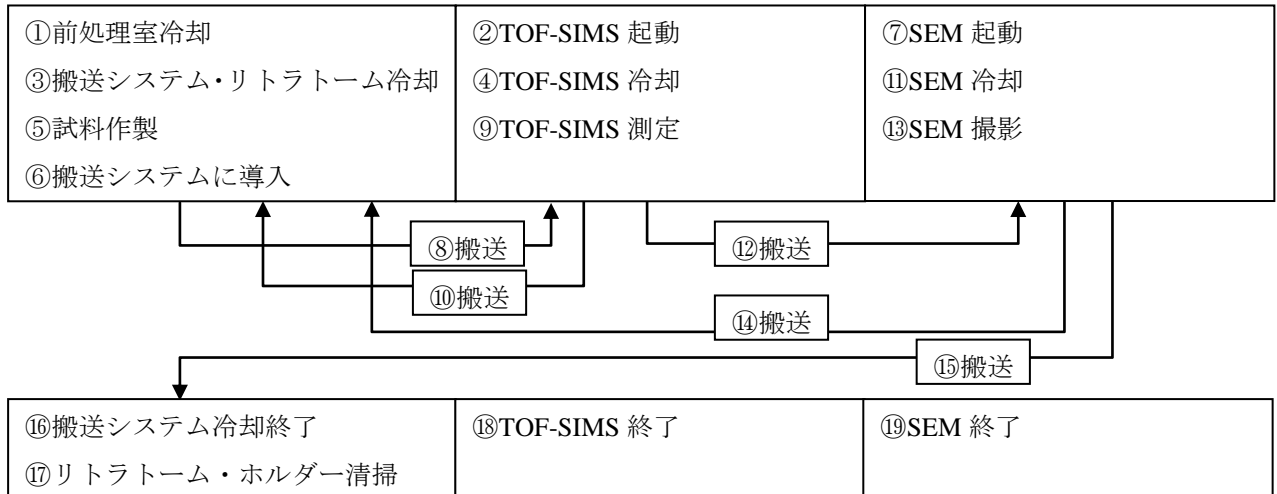 ①前処理室冷却
③搬送システム・リトラトーム冷却
⑤試料作製
⑥搬送システムに導入
②TOF-SIMS 起動
④TOF-SIMS 冷却
⑨TOF-SIMS 測定
⑦SEM 起動
⑪SEM 冷却
⑬SEM 撮影
⑧搬送
⑫搬送
⑩搬送
⑭搬送
⑮搬送
⑯搬送システム冷却終了
⑰リトラトーム・ホルダー清掃
⑱TOF-SIMS 終了
⑲SEM 終了